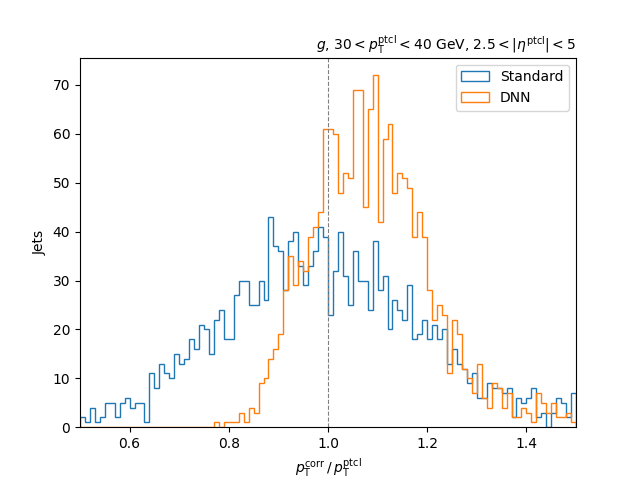 g, 30 < p_T^ptcl < 40 GeV, 2.5 < |η^ptcl| < 5
Standard
DNN
70
60
50
40
30
20
10
0
Jets
0.6 0.8 1.0 1.2 1.4
p_T^corr / p_T^ptcl